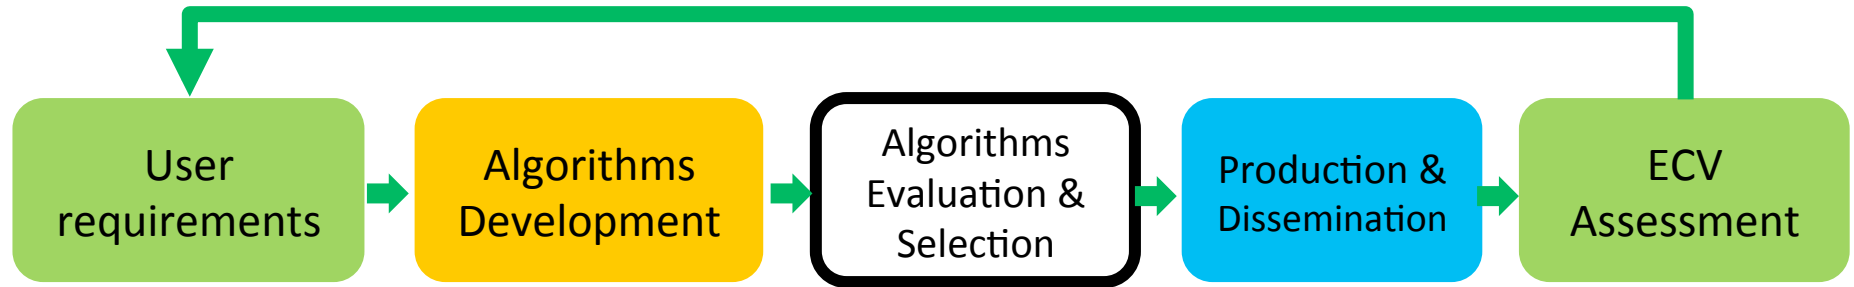 User
requirements
Algorithms
Development
Algorithms
Evaluation &
Selection
Production &
Dissemination
ECV
Assessment